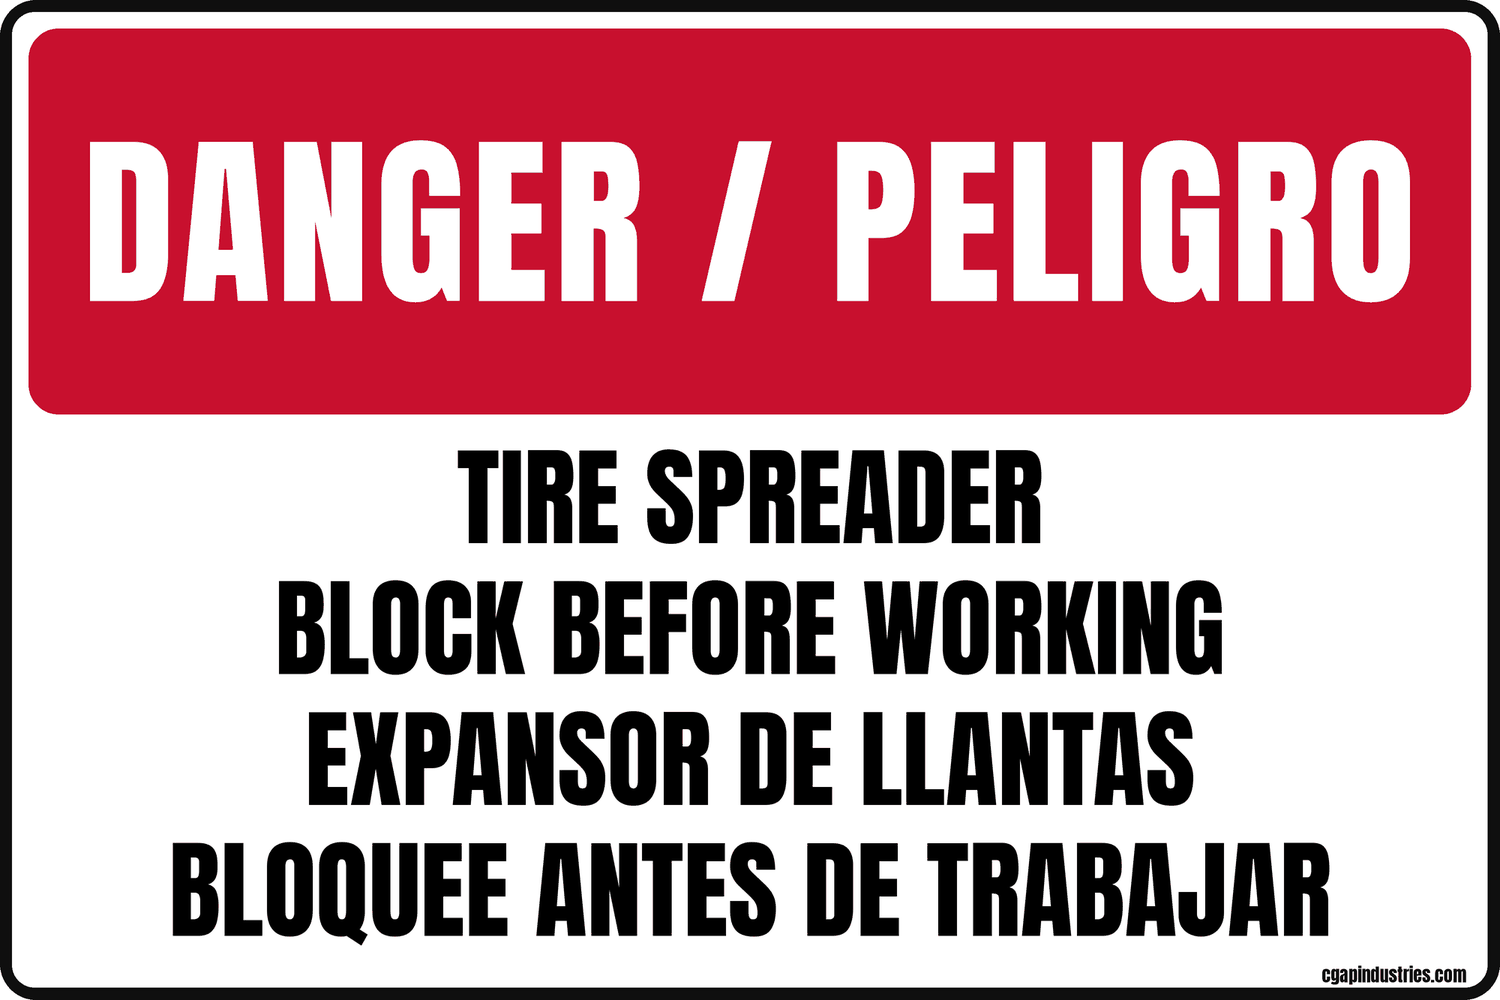 DANGER / PELIGRO
TIRE SPREADER
BLOCK BEFORE WORKING
EXPANSOR DE LLANTAS
BLOQUEE ANTES DE TRABAJAR
cgapindustries.com